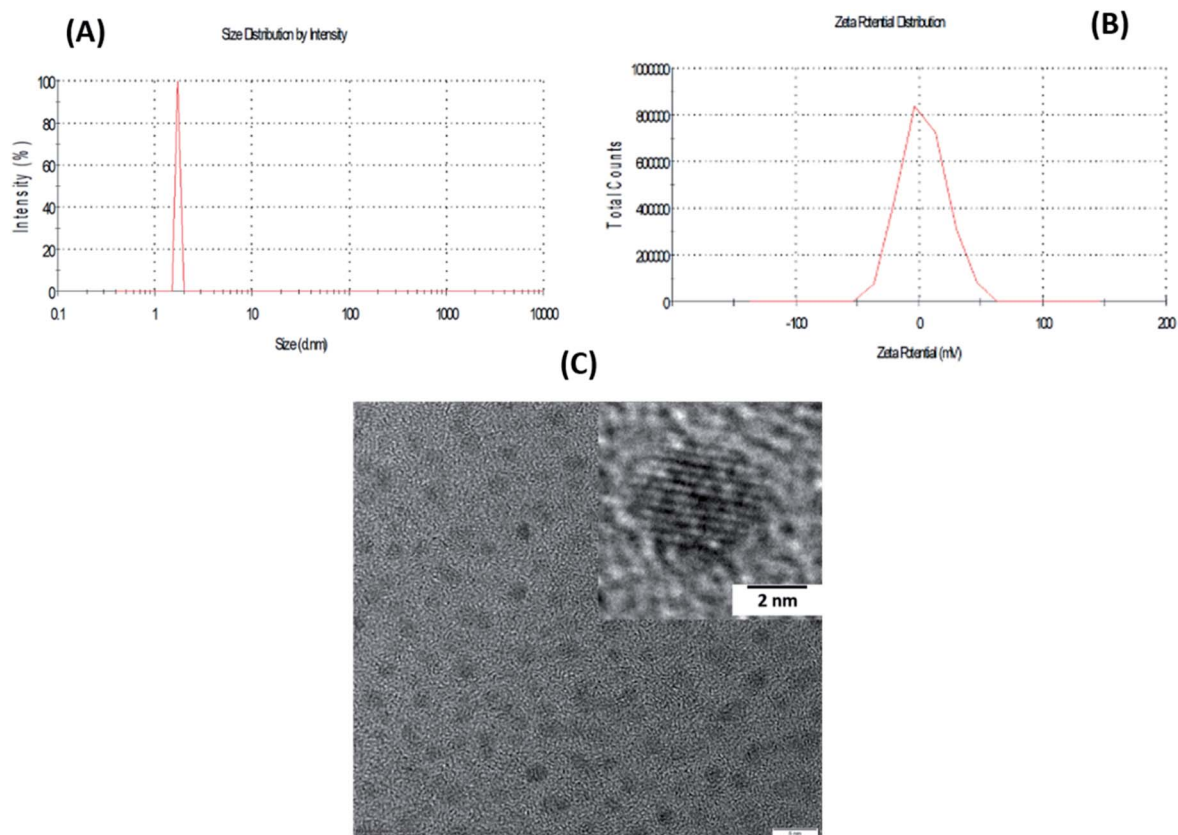 (A)
Size Distribution by Intensity
Intensity (%)
100
80
60
40
20
0
0.1 1 10 100 1000 10000
Size (d.nm)
(B)
Zeta Potential Distribution
Total Counts
1000000
800000
600000
400000
200000
0
-100 0 100 200
Zeta Potential (mV)
(C)
2 nm
5 nm